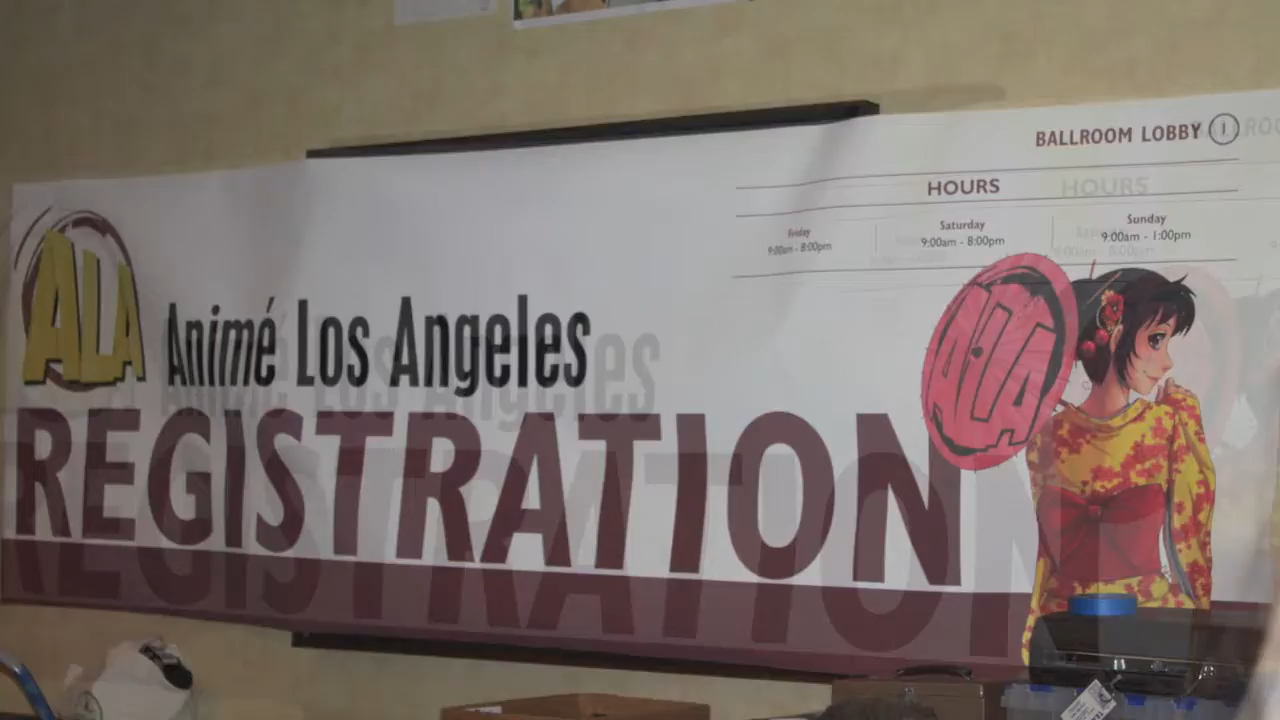 BALLROOM LOBBY 1
HOURS
Friday Saturday Sunday
9:00am - 8:00pm 9:00am - 8:00pm 9:00am - 1:00pm
ALA
ALA
Animé Los Angeles
REGISTRATION